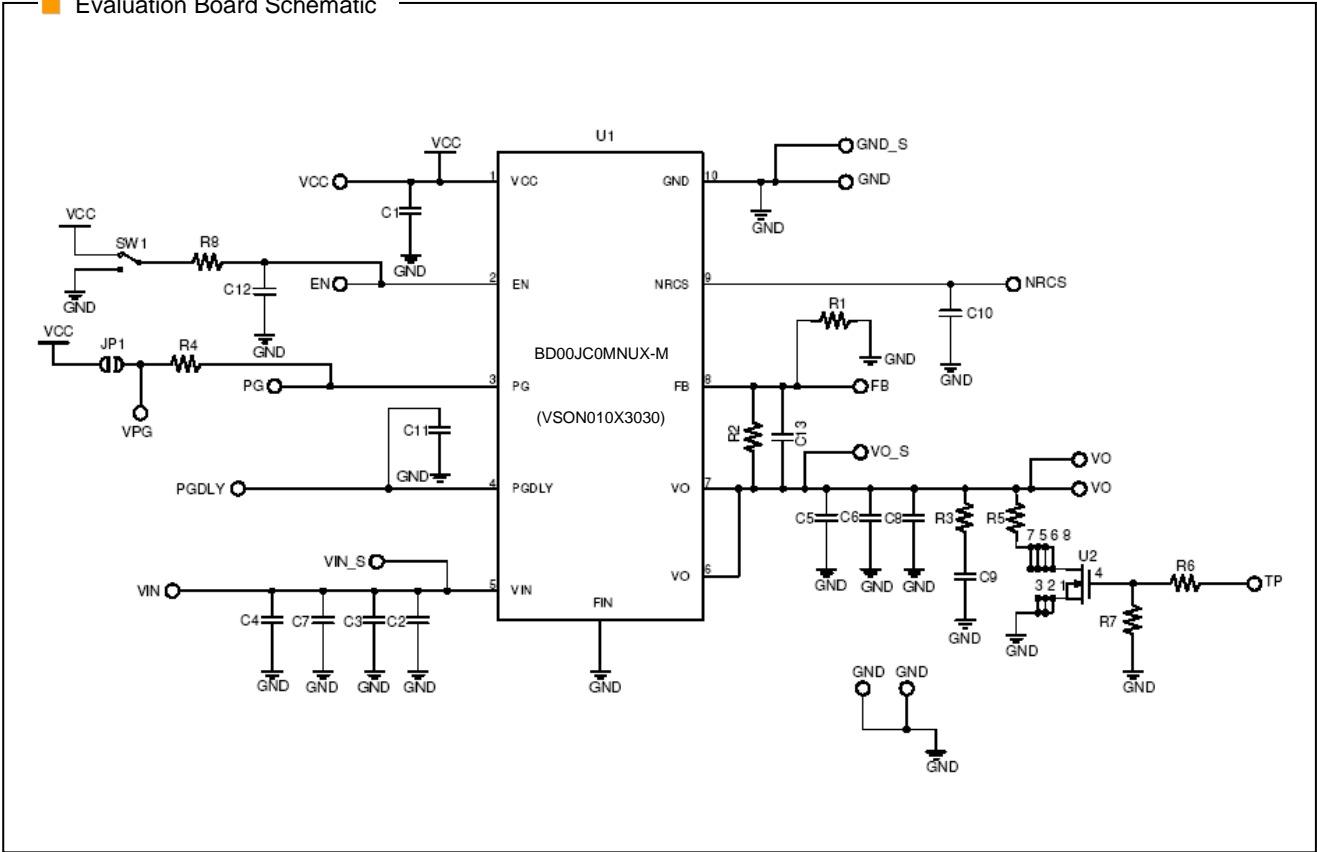 Evaluation Board Schematic
U1
VCC
VCC
1
VCC
C1
GND
GND
10
GND_S
GND
GND
VCC
SW1
R8
GND
C12
GND
EN
2
EN
NRCS
9
NRCS
C10
GND
VCC
JP1
R4
VPG
PG
3
PG
BD00JC0MNUX-M
(VSON010X3030)
R1
GND
FB
8
FB
R2
C13
C11
GND
PGDLY
4
PGDLY
VO_S
VO
7
VO
VO
C5
C6
C8
R3
R5
GND
GND
GND
C9
GND
7 5 6 8
U2
3 2 1
4
GND
R6
TP
R7
GND
VIN_S
VIN
5
VIN
VO
6
C4
C7
C3
C2
GND
GND
GND
GND
FIN
GND
GND
GND
GND